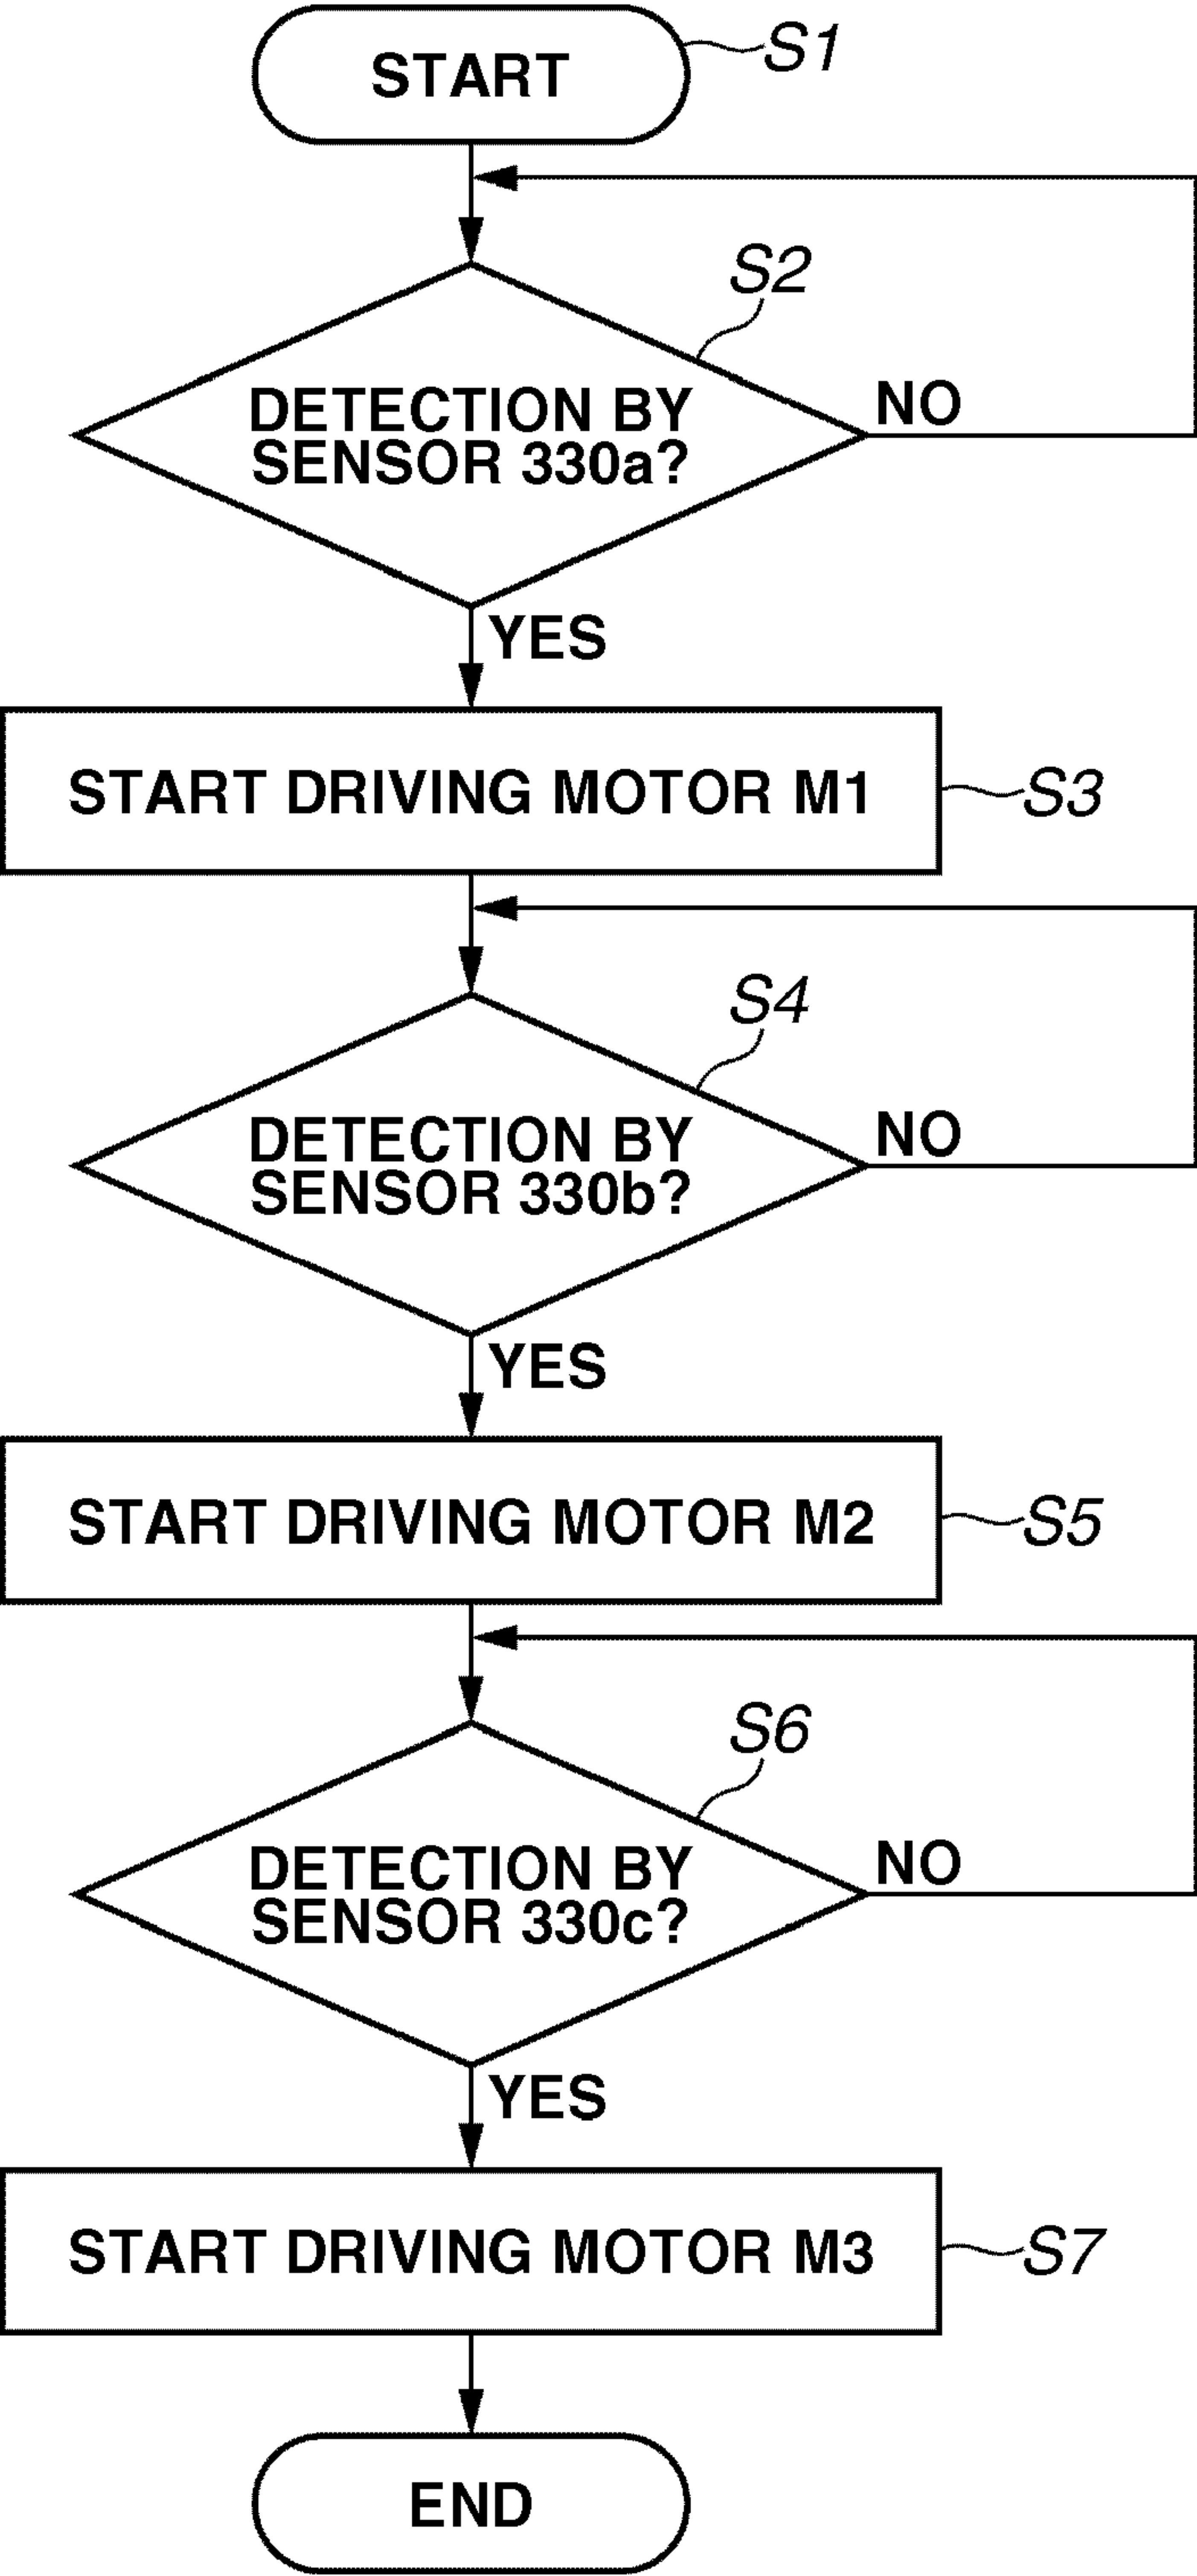 START
S1
S2
DETECTION BY
SENSOR 330a?
NO
YES
START DRIVING MOTOR M1
S3
S4
DETECTION BY
SENSOR 330b?
NO
YES
START DRIVING MOTOR M2
S5
S6
DETECTION BY
SENSOR 330c?
NO
YES
START DRIVING MOTOR M3
S7
END